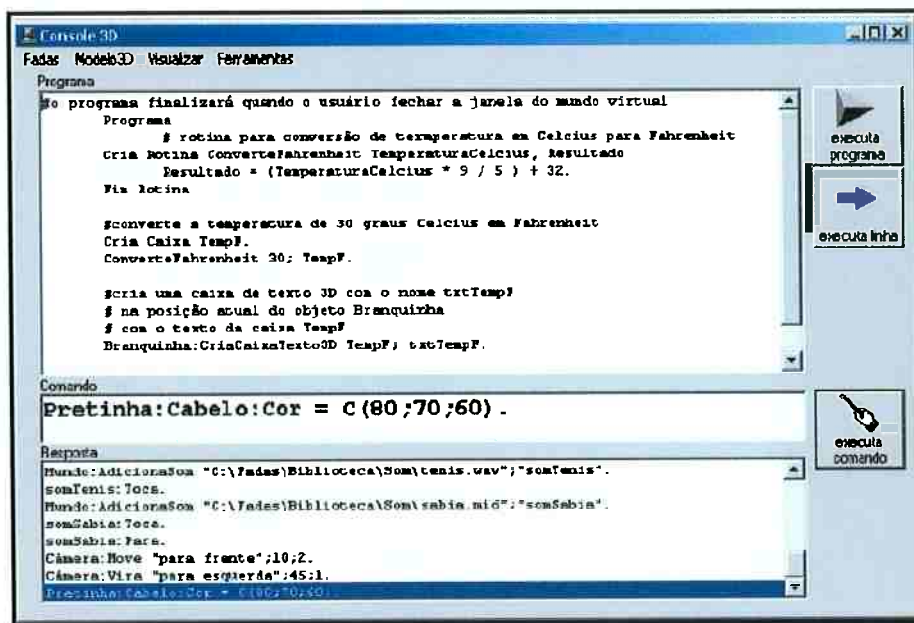 Console 3D
Fadas Modelo3D Visualizar Ferramentas
Programa
#o programa finalizará quando o usuário fechar a janela do mundo virtual
Programa
# rotina para conversão de termperatura em Celcius para Fahrenheit
Cria Rotina ConverteFahrenheit TemperaturaCelcius, Resultado
Resultado = (TemperaturaCelcius * 9 / 5 ) + 32.
Fim Rotina
#converte a temperatura de 30 graus Celcius em Fahrenheit
Cria Caixa TempF.
ConverteFahrenheit 30; TempF.
#cria uma caixa de texto 3D com o nome txtTempF
# na posição atual do objeto Branquinha
# com o texto da caixa TempF
Branquinha:CriaCaixaTexto3D TempF; txtTempF.
executa
programa
executa linha
Comando
Pretinha:Cabelo:Cor = C(80;70;60).
executa
comando
Resposta
Mundo:AdicionaSom "C:\Fadas\Biblioteca\Som\tenis.wav";"somTenis".
somTenis:Toca.
Mundo:AdicionaSom "C:\Fadas\Biblioteca\Som\sabia.mid";"somSabia".
somSabia:Toca.
somSabia:Para.
Câmera:Move "para frente";10;2.
Câmera:Vira "para esquerda";45;1.
Pretinha:Cabelo:Cor = C(80;70;60).